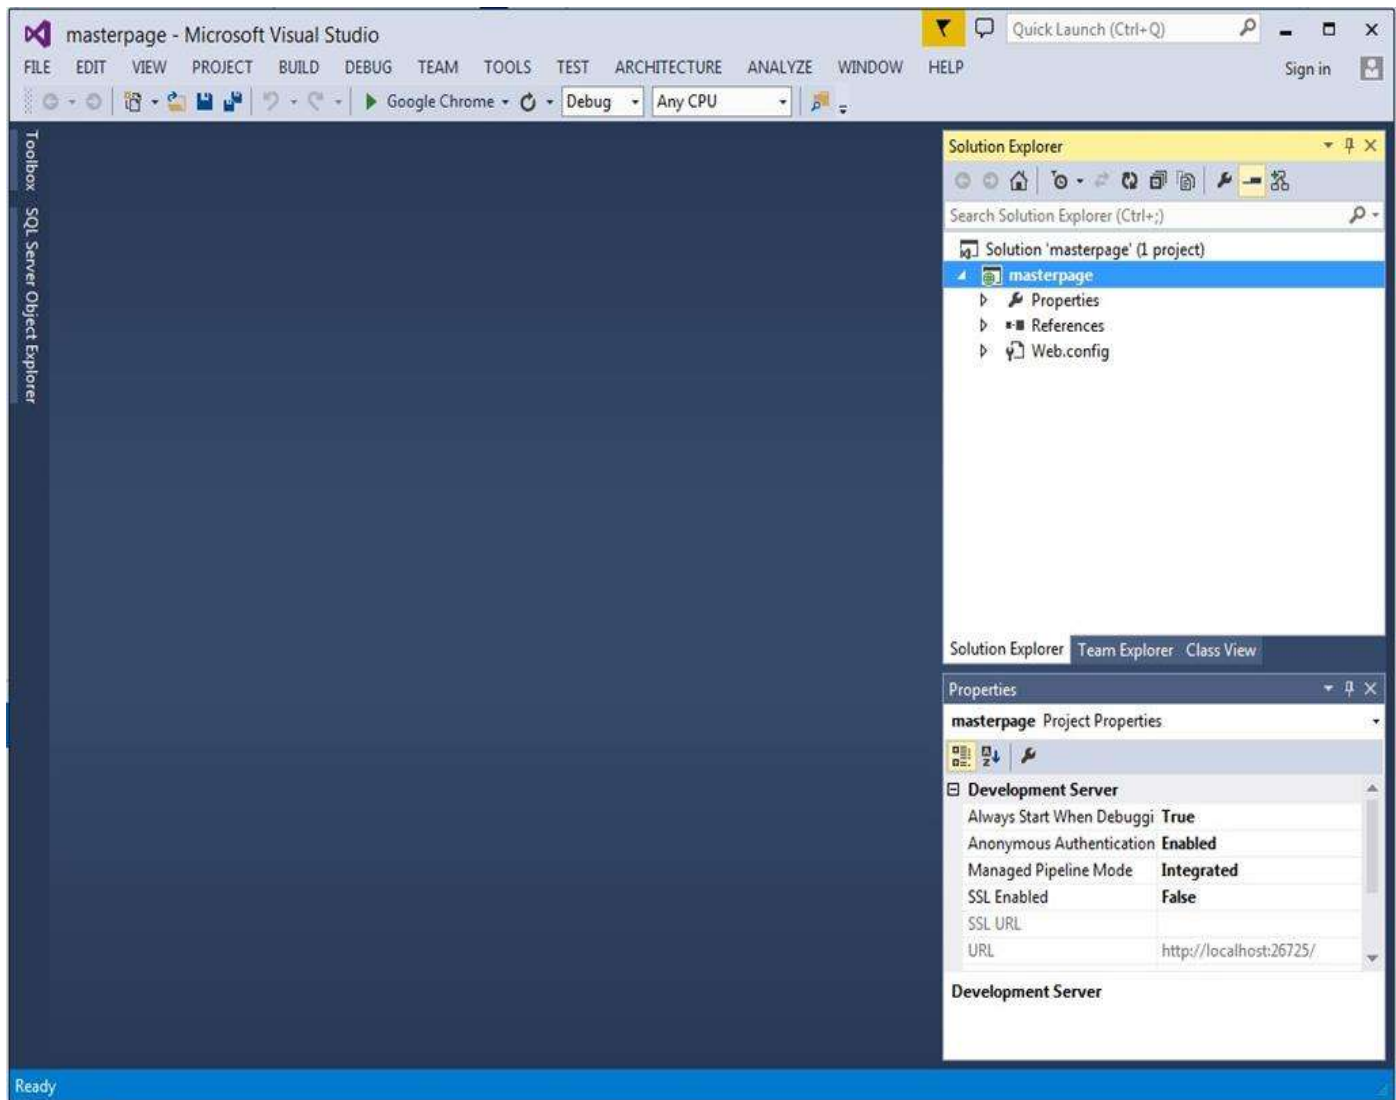 masterpage - Microsoft Visual Studio
Quick Launch (Ctrl+Q)
FILE EDIT VIEW PROJECT BUILD DEBUG TEAM TOOLS TEST ARCHITECTURE ANALYZE WINDOW HELP
Sign in
Google Chrome Debug Any CPU
Toolbox
SQL Server Object Explorer
Solution Explorer
Search Solution Explorer (Ctrl+;)
Solution 'masterpage' (1 project)
masterpage
Properties
References
Web.config
Solution Explorer Team Explorer Class View
Properties
masterpage Project Properties
Development Server
Always Start When Debuggi True
Anonymous Authentication Enabled
Managed Pipeline Mode Integrated
SSL Enabled False
SSL URL
URL http://localhost:26725/
Development Server
Ready